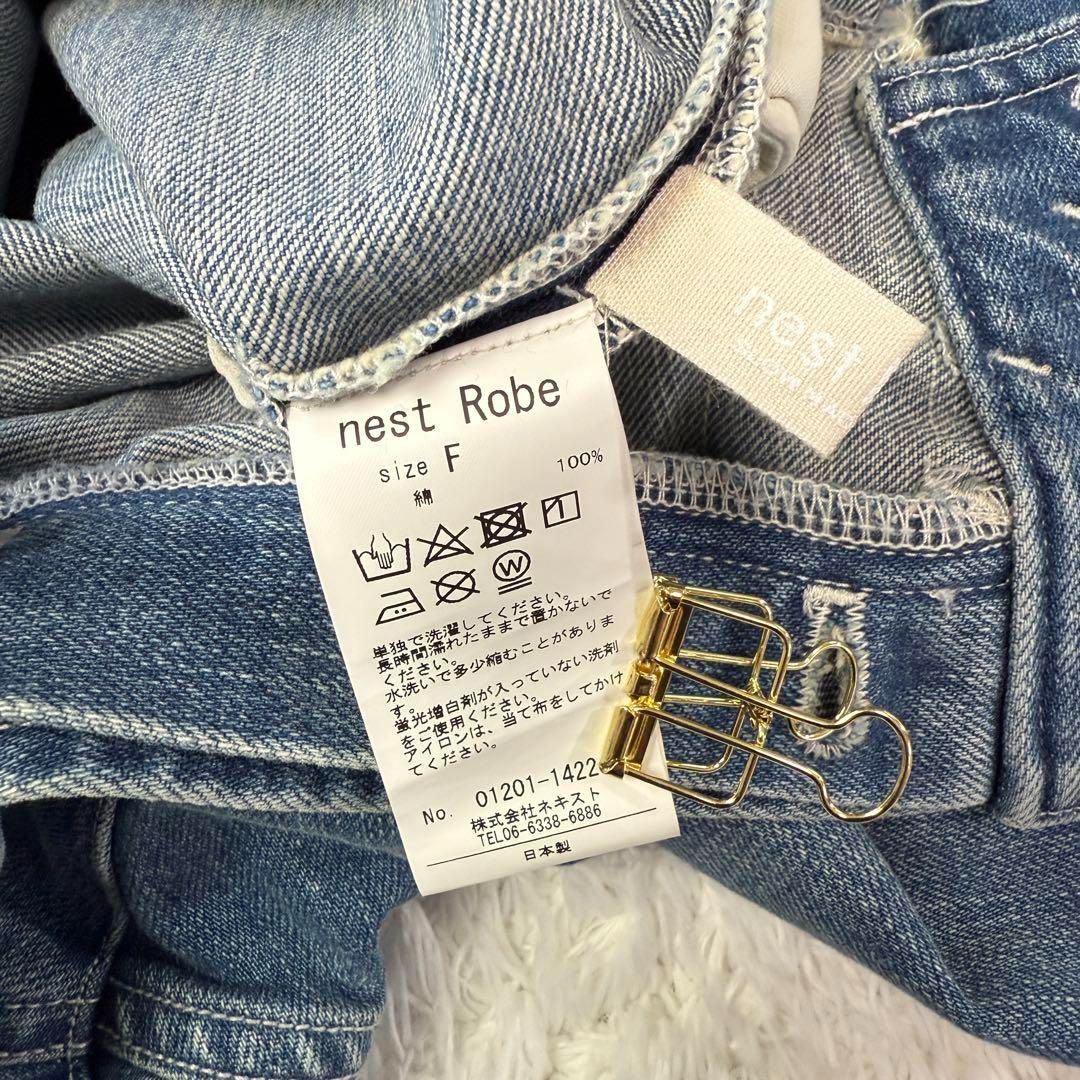 nest Robe
size F
綿 100%
W
単独で洗濯してください。
長時間濡れたままで置かないで
ください。
水洗いで多少縮むことがありま
す。
蛍光増白剤が入っていない洗剤
をご使用ください。
アイロンは、当て布をしてかけ
てください。
No. 01201-1422
株式会社ネキスト
TEL06-6338-6886
日本製
nest